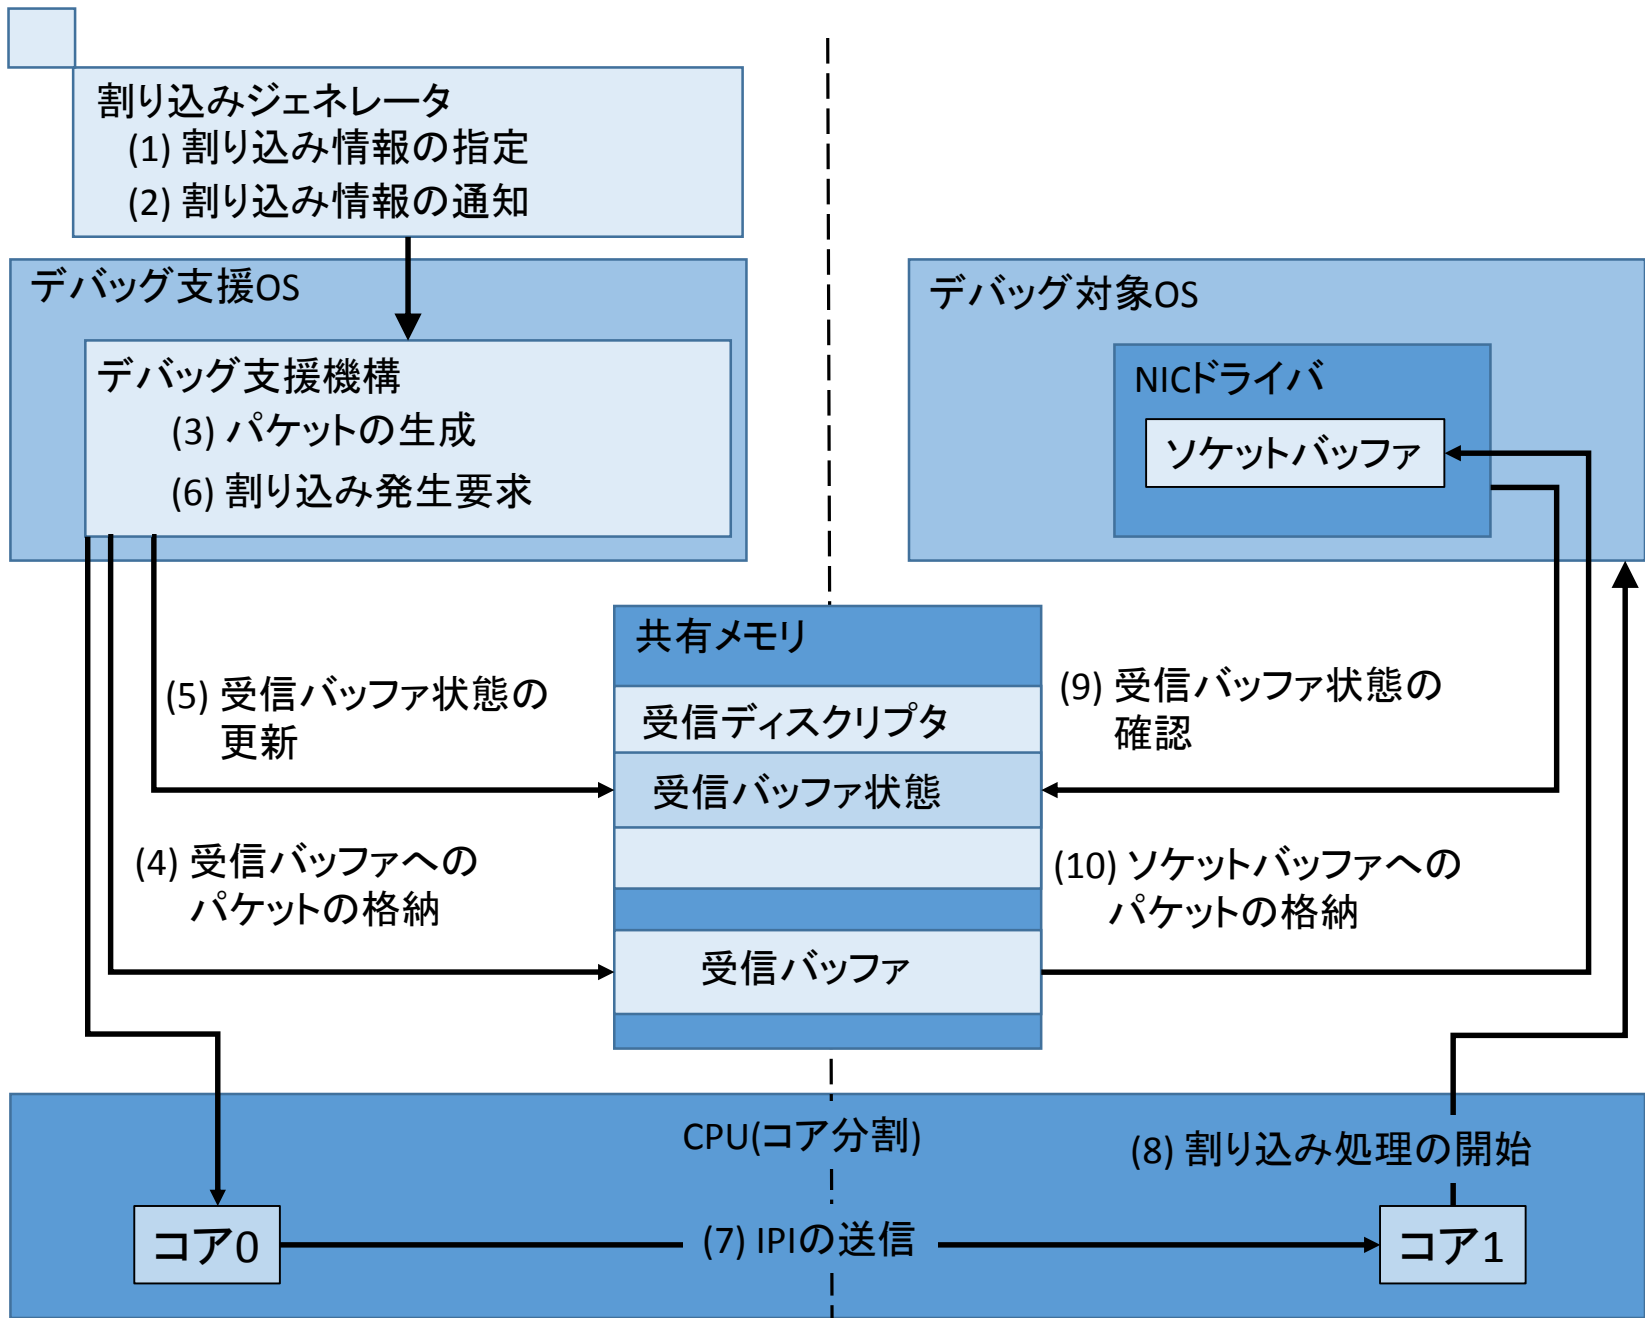 割り込みジェネレータ
(1) 割り込み情報の指定
(2) 割り込み情報の通知
デバッグ支援OS
デバッグ支援機構
(3) パケットの生成
(6) 割り込み発生要求
デバッグ対象OS
NICドライバ
ソケットバッファ
共有メモリ
受信ディスクリプタ
受信バッファ状態
受信バッファ
(5) 受信バッファ状態の
更新
(4) 受信バッファへの
パケットの格納
(9) 受信バッファ状態の
確認
(10) ソケットバッファへの
パケットの格納
CPU(コア分割)
(8) 割り込み処理の開始
コア0
(7) IPIの送信
コア1